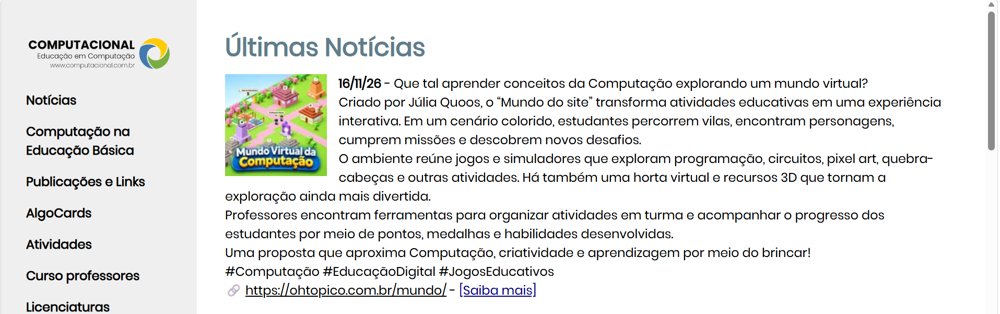 COMPUTACIONAL
Educação em Computação
www.computacional.com.br
Notícias
Computação na
Educação Básica
Publicações e Links
AlgoCards
Atividades
Curso professores
Licenciaturas
Últimas Notícias
Mundo Virtual da
Computação
16/11/26 - Que tal aprender conceitos da Computação explorando um mundo virtual?
Criado por Júlia Quoos, o “Mundo do site” transforma atividades educativas em uma experiência
interativa. Em um cenário colorido, estudantes percorrem vilas, encontram personagens,
cumprem missões e descobrem novos desafios.
O ambiente reúne jogos e simuladores que exploram programação, circuitos, pixel art, quebra-
cabeças e outras atividades. Há também uma horta virtual e recursos 3D que tornam a
exploração ainda mais divertida.
Professores encontram ferramentas para organizar atividades em turma e acompanhar o progresso dos
estudantes por meio de pontos, medalhas e habilidades desenvolvidas.
Uma proposta que aproxima Computação, criatividade e aprendizagem por meio do brincar!
#Computação #EducaçãoDigital #JogosEducativos
https://ohtopico.com.br/mundo/ - [Saiba mais]